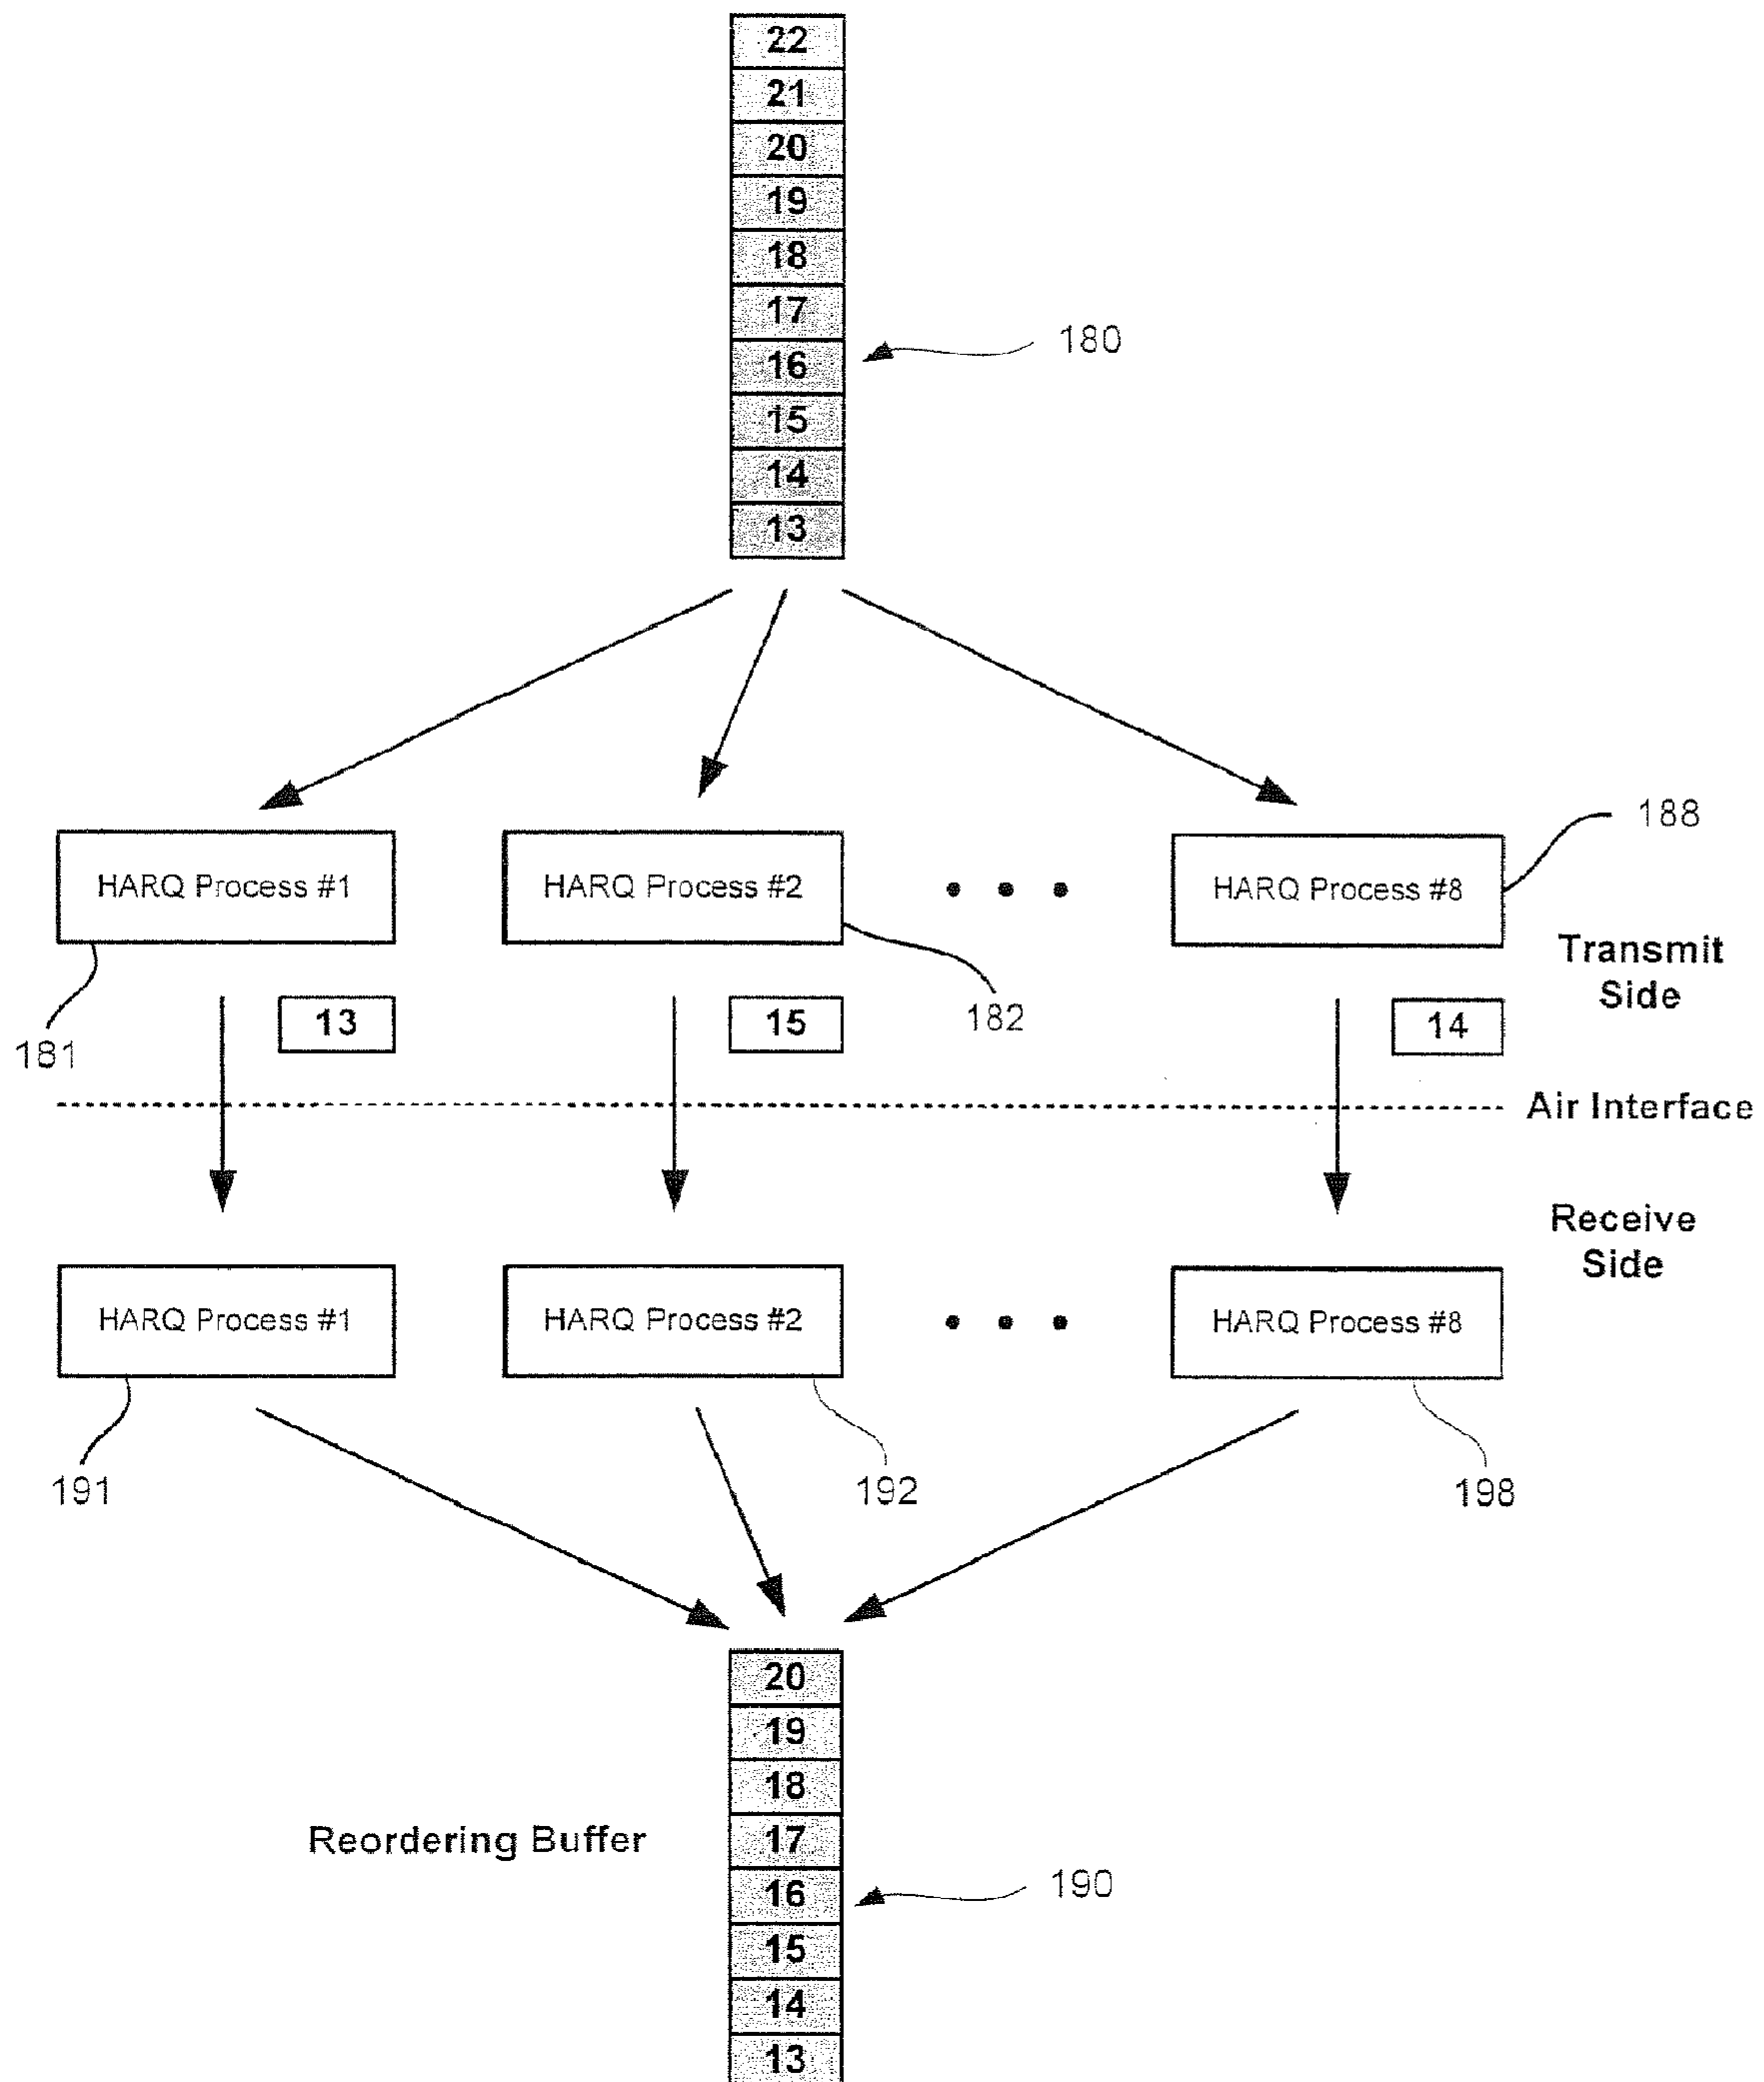 22
21
20
19
18
17
16
15
14
13
180
188
HARQ Process #1
HARQ Process #2
HARQ Process #8
Transmit
Side
181
13
15
182
14
Air Interface
Receive
Side
HARQ Process #1
HARQ Process #2
HARQ Process #8
191
192
198
20
19
18
17
16
15
14
13
Reordering Buffer
190